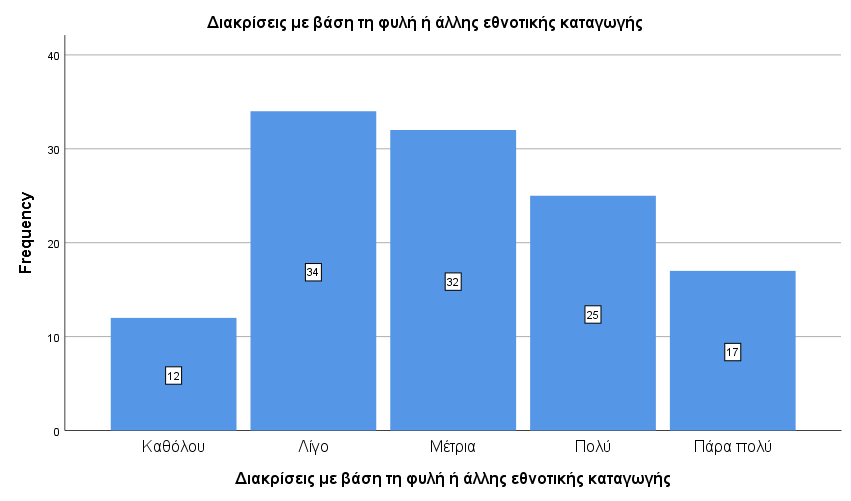 Διακρίσεις με βάση τη φυλή ή άλλης εθνοτικής καταγωγής
40
30
20
10
0
Frequency
12
34
32
25
17
Καθόλου Λίγο Μέτρια Πολύ Πάρα πολύ
Διακρίσεις με βάση τη φυλή ή άλλης εθνοτικής καταγωγής